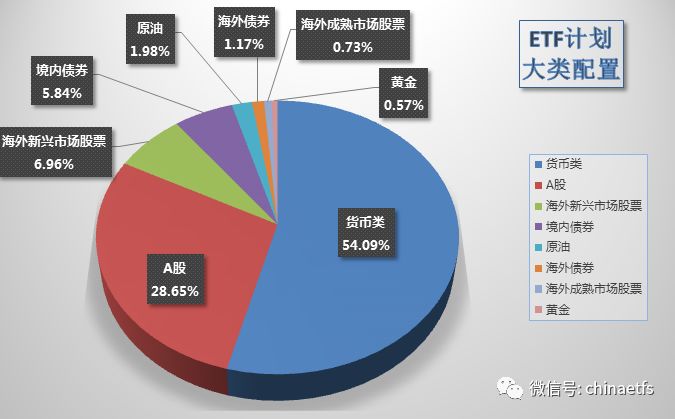 ETF计划
大类配置
原油
1.98%
海外债券
1.17%
海外成熟市场股票
0.73%
境内债券
5.84%
黄金
0.57%
海外新兴市场股票
6.96%
货币类
54.09%
A股
28.65%
货币类
A股
海外新兴市场股票
境内债券
原油
海外债券
海外成熟市场股票
黄金
微信号: chinaetfs